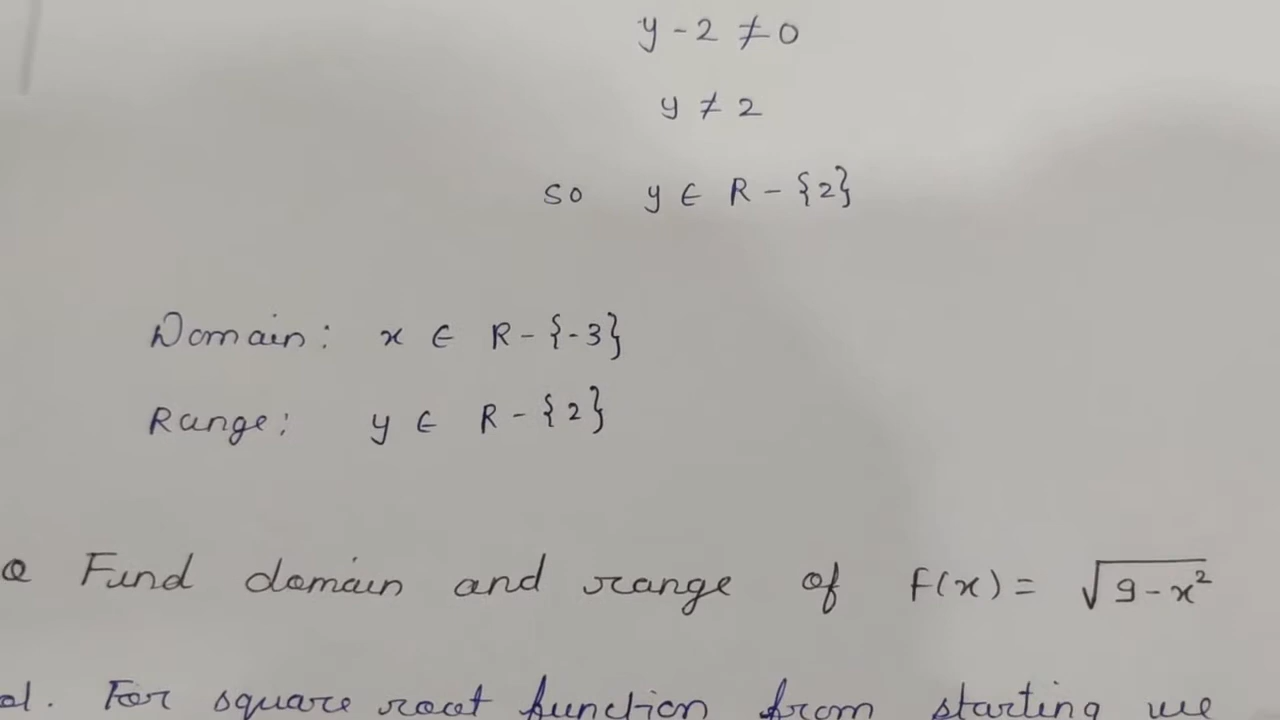 y - 2 ≠ 0
y ≠ 2
so y ∈ R - {2}
Domain: x ∈ R - {-3}
Range: y ∈ R - {2}
Q Find domain and range of f(x) = √9-x²
ol. For square root function from starting we